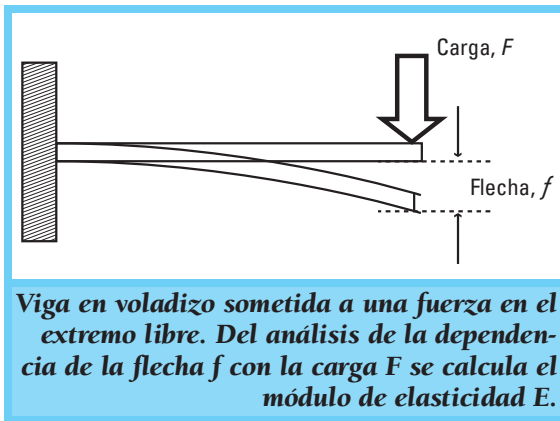 Carga, F
Flecha, f
Viga en voladizo sometida a una fuerza en el
extremo libre. Del análisis de la dependen-
cia de la flecha f con la carga F se calcula el
módulo de elasticidad E.